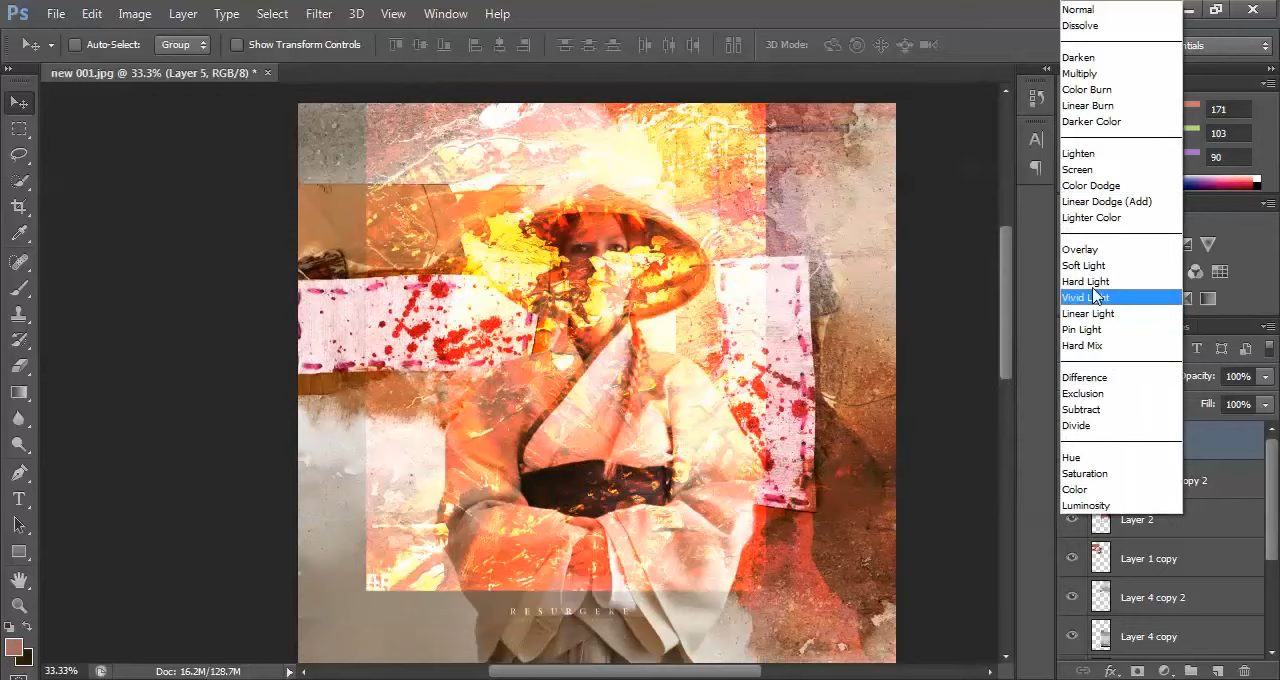 Ps File Edit Image Layer Type Select Filter 3D View Window Help
Auto-Select: Group Show Transform Controls 3D Mode:
new 001.jpg @ 33.3% (Layer 5, RGB/8) * ×
Normal
Dissolve
Darken
Multiply
Color Burn
Linear Burn
Darker Color
Lighten
Screen
Color Dodge
Linear Dodge (Add)
Lighter Color
Overlay
Soft Light
Hard Light
Vivid Light
Linear Light
Pin Light
Hard Mix
Difference
Exclusion
Subtract
Divide
Hue
Saturation
Color
Luminosity
171
103
90
Opacity: 100%
Fill: 100%
Layer 2
Layer 1 copy
Layer 4 copy 2
Layer 4 copy
33.33% Doc: 16.2M/128.7M